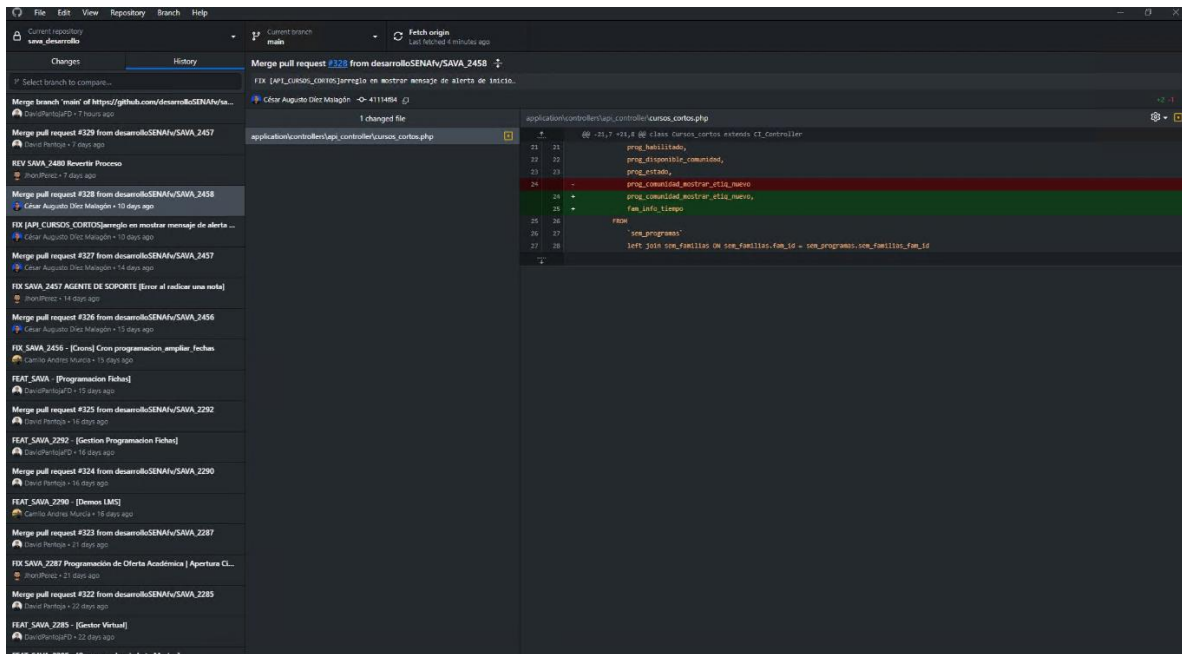 File Edit View Repository Branch Help
Current repository
sava_desarrollo
Current branch
main
Fetch origin
Last fetched 4 minutes ago
Changes History
Select branch to compare...
Merge branch 'main' of https://github.com/desarrolloSENAfv/sa...
DavidPantojaFD • 7 hours ago
Merge pull request #329 from desarrolloSENAfv/SAVA_2457
David Pantoja • 7 days ago
REV SAVA_2480 Revertir Proceso
JhonJPerez • 7 days ago
Merge pull request #328 from desarrolloSENAfv/SAVA_2458
César Augusto Díez Malagón • 10 days ago
FIX [API_CURSOS_CORTOS]arreglo en mostrar mensaje de alerta ...
César Augusto Díez Malagón • 10 days ago
Merge pull request #327 from desarrolloSENAfv/SAVA_2457
César Augusto Díez Malagón • 14 days ago
FIX SAVA_2457 AGENTE DE SOPORTE [Error al radicar una nota]
JhonJPerez • 14 days ago
Merge pull request #326 from desarrolloSENAfv/SAVA_2456
César Augusto Díez Malagón • 15 days ago
FIX_SAVA_2456 - [Crons] Cron programacion_ampliar_fechas
Camilo Andres Murcia • 15 days ago
FEAT_SAVA - [Programacion Fichas]
DavidPantojaFD • 15 days ago
Merge pull request #325 from desarrolloSENAfv/SAVA_2292
David Pantoja • 16 days ago
FEAT_SAVA_2292 - [Gestion Programacion Fichas]
DavidPantojaFD • 16 days ago
Merge pull request #324 from desarrolloSENAfv/SAVA_2290
David Pantoja • 16 days ago
FEAT_SAVA_2290 - [Demos LMS]
Camilo Andres Murcia • 16 days ago
Merge pull request #323 from desarrolloSENAfv/SAVA_2287
David Pantoja • 21 days ago
FIX SAVA_2287 Programación de Oferta Académica | Apertura Ci...
JhonJPerez • 21 days ago
Merge pull request #322 from desarrolloSENAfv/SAVA_2285
David Pantoja • 22 days ago
FEAT_SAVA_2285 - [Gestor Virtual]
DavidPantojaFD • 22 days ago
Merge pull request #328 from desarrolloSENAfv/SAVA_2458
FIX [API_CURSOS_CORTOS]arreglo en mostrar mensaje de alerta de inicio.
César Augusto Díez Malagón 41114f84 +2 -1
1 changed file
application\controllers\api_controller\cursos_cortos.php
application\controllers\api_controller\cursos_cortos.php
@@ -21,7 +21,8 @@ class Cursos_cortos extends CI_Controller
21 21 prog_habilitado,
22 22 prog_disponible_comunidad,
23 23 prog_estado,
24 - prog_comunidad_mostrar_etiq_nuevo
24 + prog_comunidad_mostrar_etiq_nuevo,
25 + fam_info_tiempo
25 26 FROM
26 27 `sem_programas`
27 28 left join sem_familias ON sem_familias.fam_id = sem_programas.sem_familias_fam_id